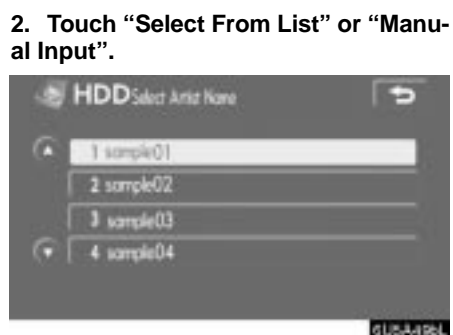 2. Touch “Select From List” or “Manu-
al Input”.
HDD Select Artist Name
1 sample01
2 sample02
3 sample03
4 sample04